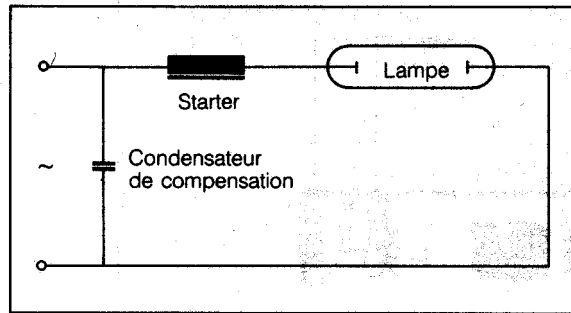 Lampe
Starter
Condensateur
de compensation
~